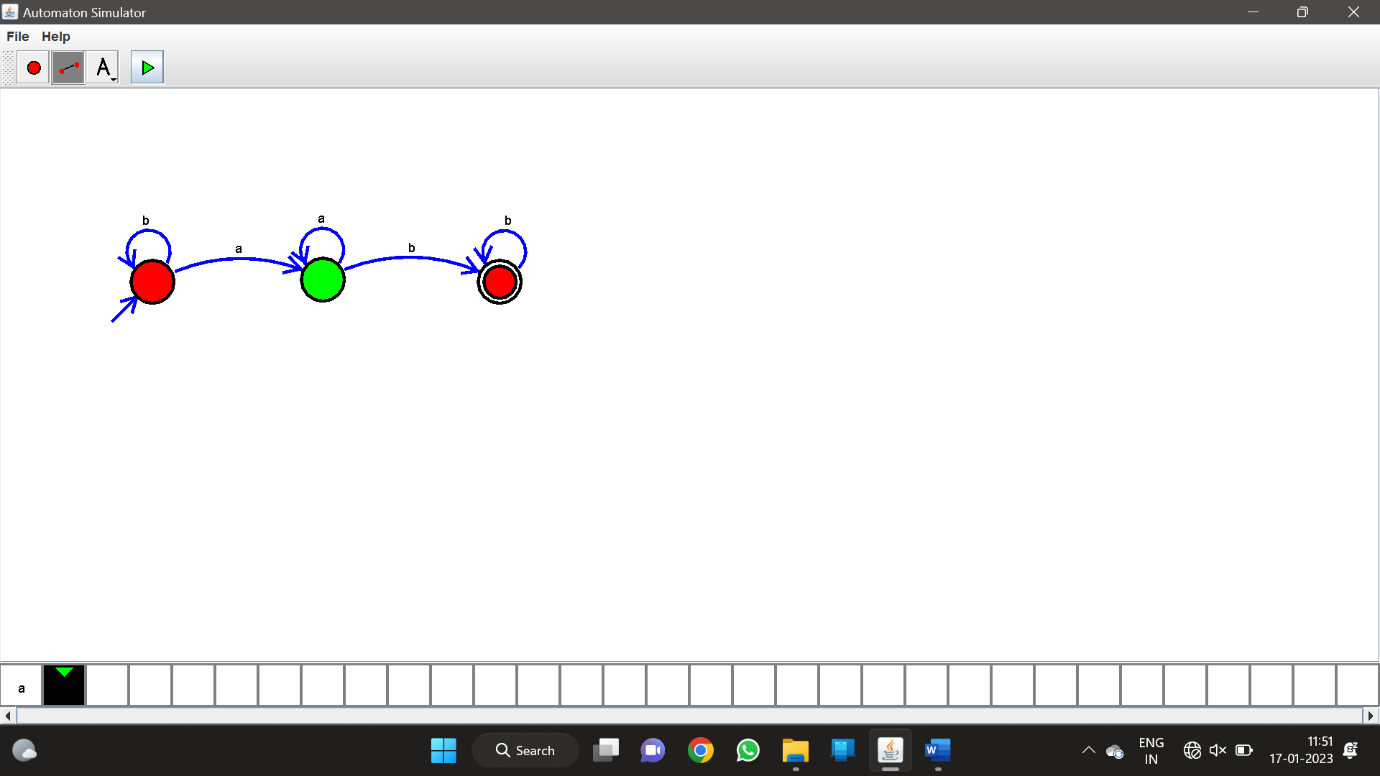 Automaton Simulator
File Help
A
b
a
b
a
b
a
Search
ENG
IN
11:51
17-01-2023